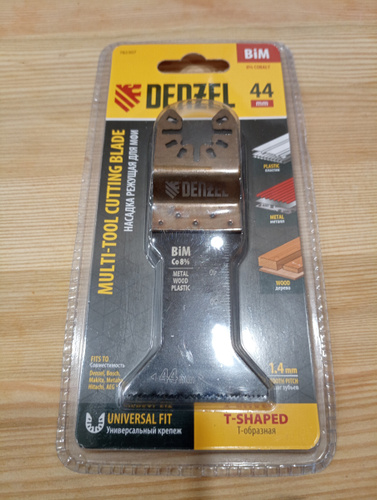 BiM
DENZEL
44
mm
MULTI-TOOL CUTTING BLADE
НАСАДКА РЕЖУЩАЯ ДЛЯ МФИ
DENZEL
PLASTIC
пластик
METAL
металл
WOOD
дерево
BiM
Co 8%
METAL
WOOD
PLASTIC
FITS TO
Совместимость
Denzel, Bosch,
Makita, Metabo
Hitachi, AEG
1.4 mm
44
UNIVERSAL FIT
Универсальный крепеж
T-SHAPED
Т-образная